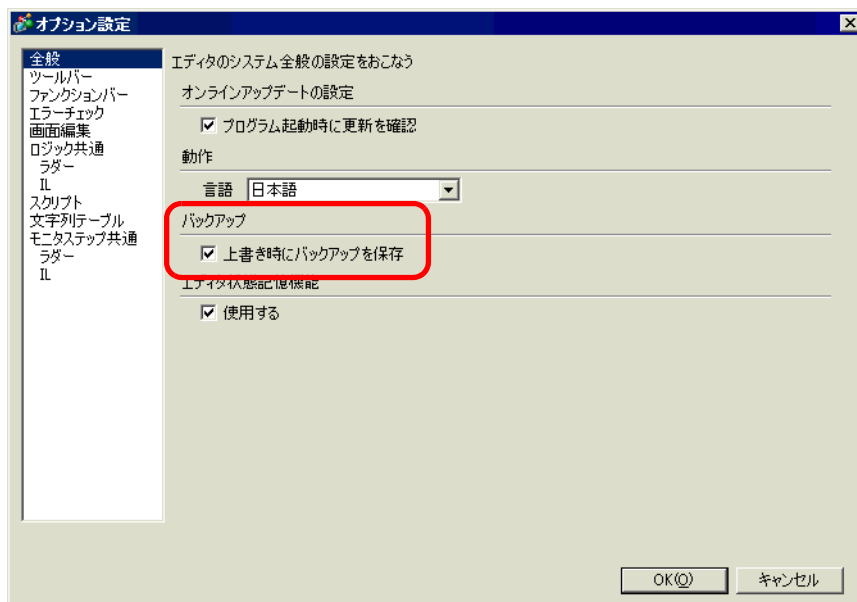 オプション設定
全般
ツールバー
ファンクションバー
エラーチェック
画面編集
ロジック共通
ラダー
IL
スクリプト
文字列テーブル
モニタステップ共通
ラダー
IL
エディタのシステム全般の設定をおこなう
オンラインアップデートの設定
プログラム起動時に更新を確認
動作
言語 日本語
バックアップ
上書き時にバックアップを保存
エディタ状態記憶機能
使用する
OK(O) キャンセル